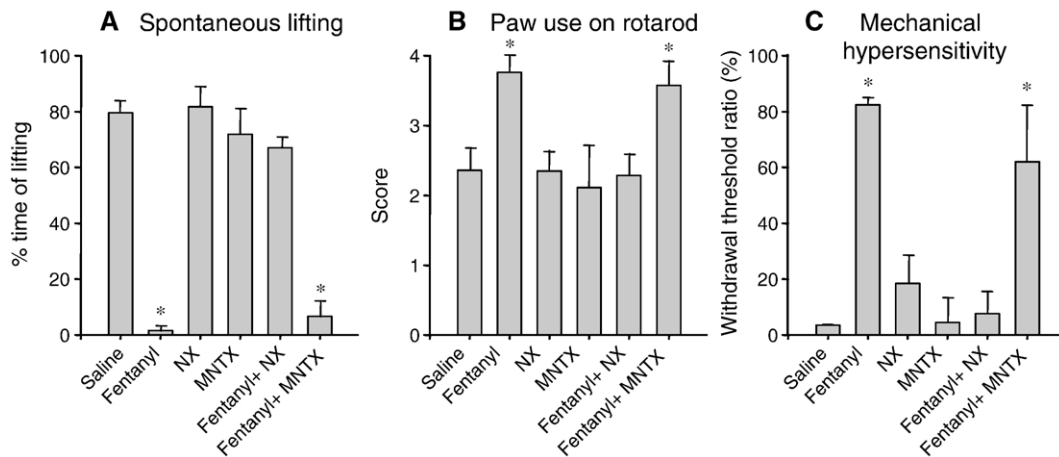 A Spontaneous lifting
% time of lifting
100
80
60
40
20
0
*
*
Saline
Fentanyl
NX
MNTX
Fentanyl+ NX
Fentanyl+ MNTX
B Paw use on rotarod
Score
4
3
2
1
0
*
*
Saline
Fentanyl
NX
MNTX
Fentanyl+ NX
Fentanyl+ MNTX
C Mechanical
hypersensitivity
Withdrawal threshold ratio (%)
100
80
60
40
20
0
*
*
Saline
Fentanyl
NX
MNTX
Fentanyl+ NX
Fentanyl+ MNTX